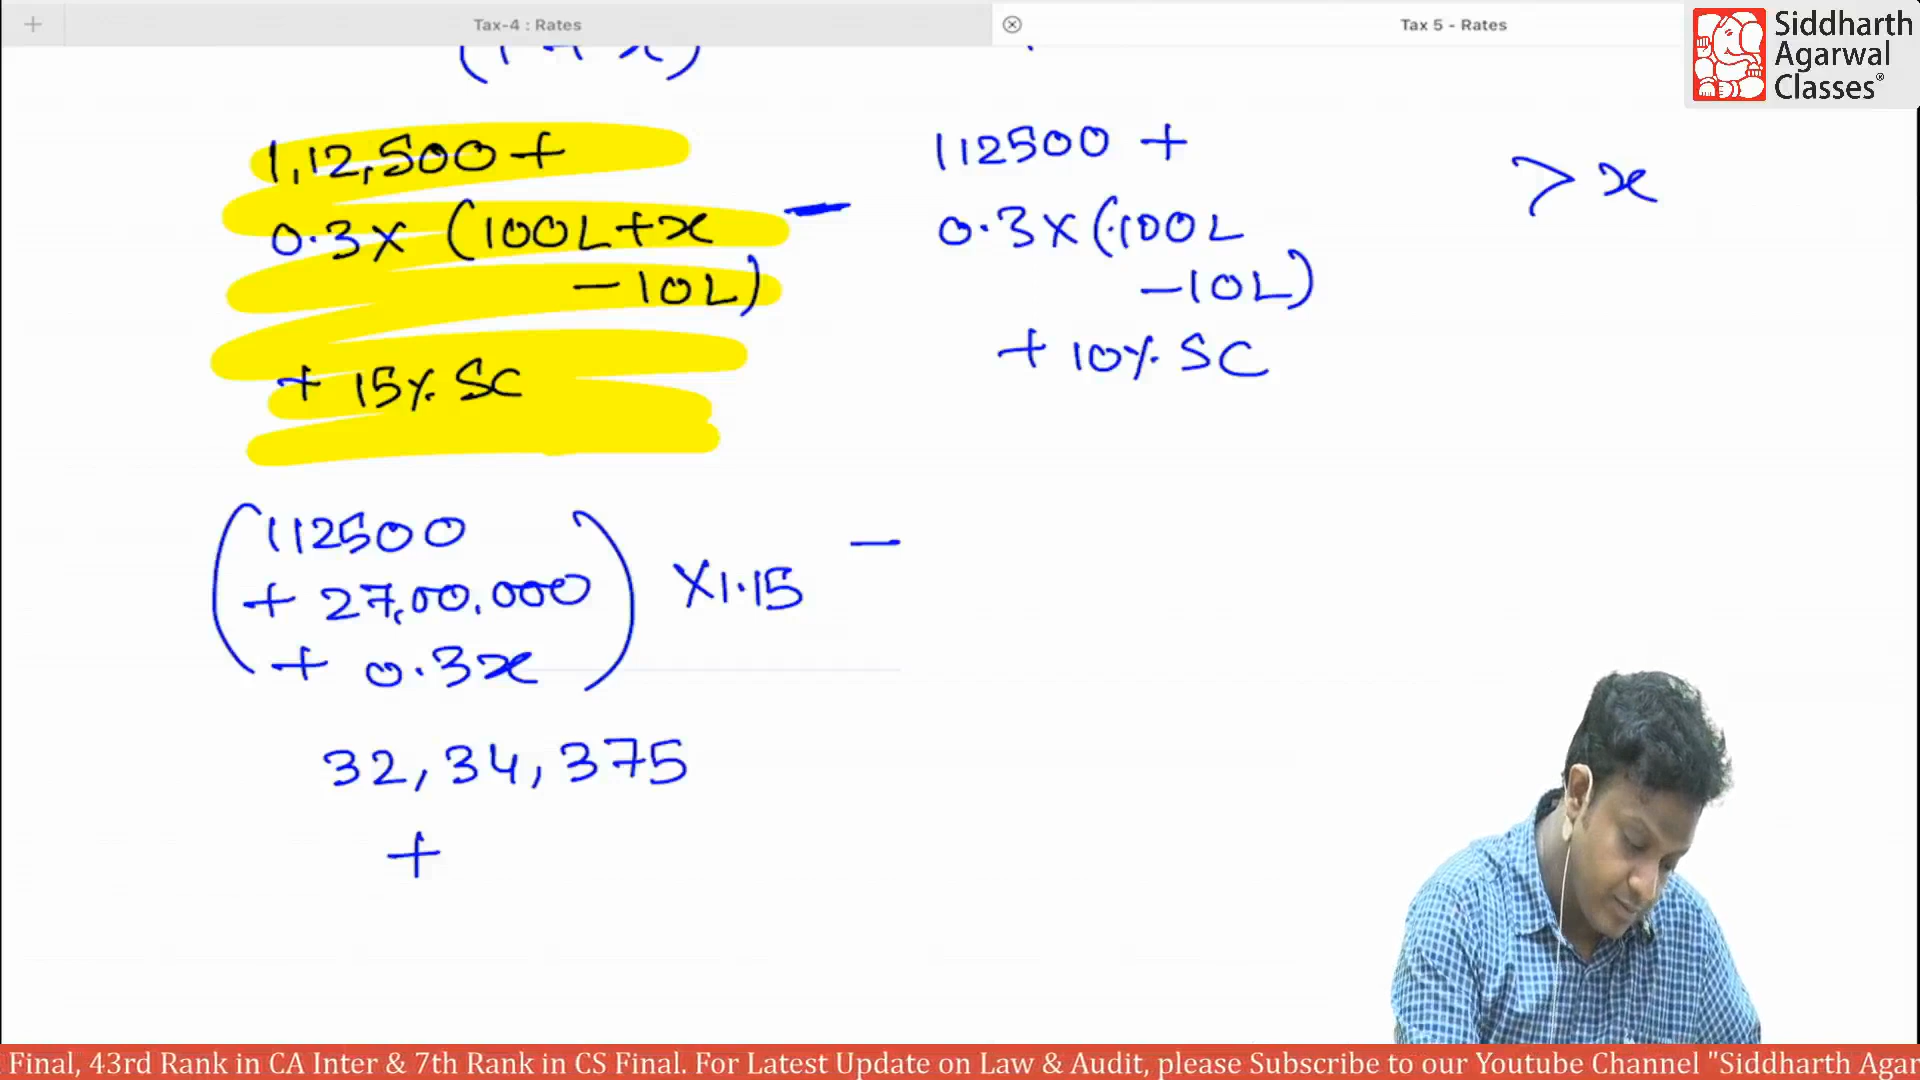 Tax-4 : Rates
Tax 5 - Rates
Siddharth
Agarwal
Classes®
1,12,500 +
0.3 x (100L + x
- 10L)
+ 15% SC
-
112500 +
0.3 x (100L
- 10L)
+ 10% SC
> x
(112500
+ 27,00,000
+ 0.3x) x 1.15 -
32,34,375
+
Final, 43rd Rank in CA Inter & 7th Rank in CS Final. For Latest Update on Law & Audit, please Subscribe to our Youtube Channel "Siddharth Agar